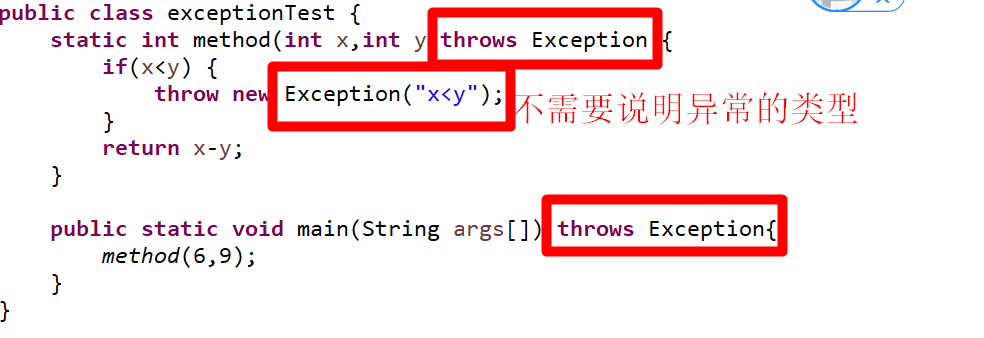 public class exceptionTest {
static int method(int x,int y throws Exception {
if(x<y) {
throw new Exception("x<y"); 不需要说明异常的类型
}
return x-y;
}
public static void main(String args[]) throws Exception{
method(6,9);
}
}